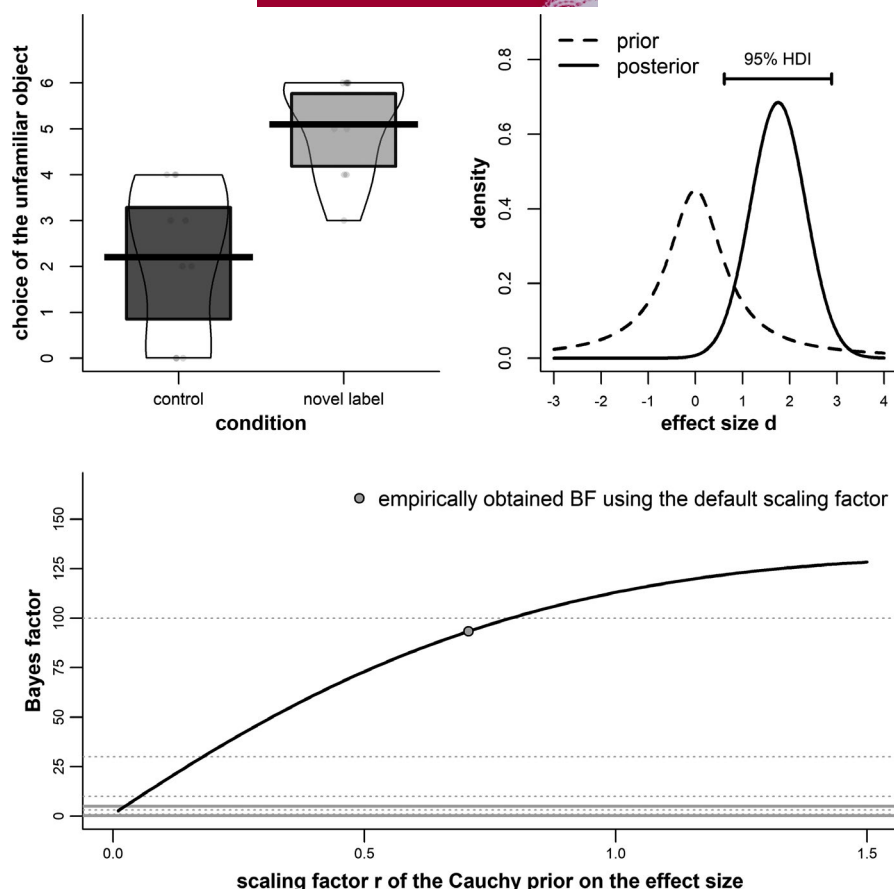 choice of the unfamiliar object
6
5
4
3
2
1
0
control
novel label
condition
prior
posterior
95% HDI
density
0.8
0.6
0.4
0.2
0.0
-3
-2
-1
0
1
2
3
4
effect size d
empirically obtained BF using the default scaling factor
Bayes factor
150
125
100
75
50
25
0
0.0
0.5
1.0
1.5
scaling factor r of the Cauchy prior on the effect size